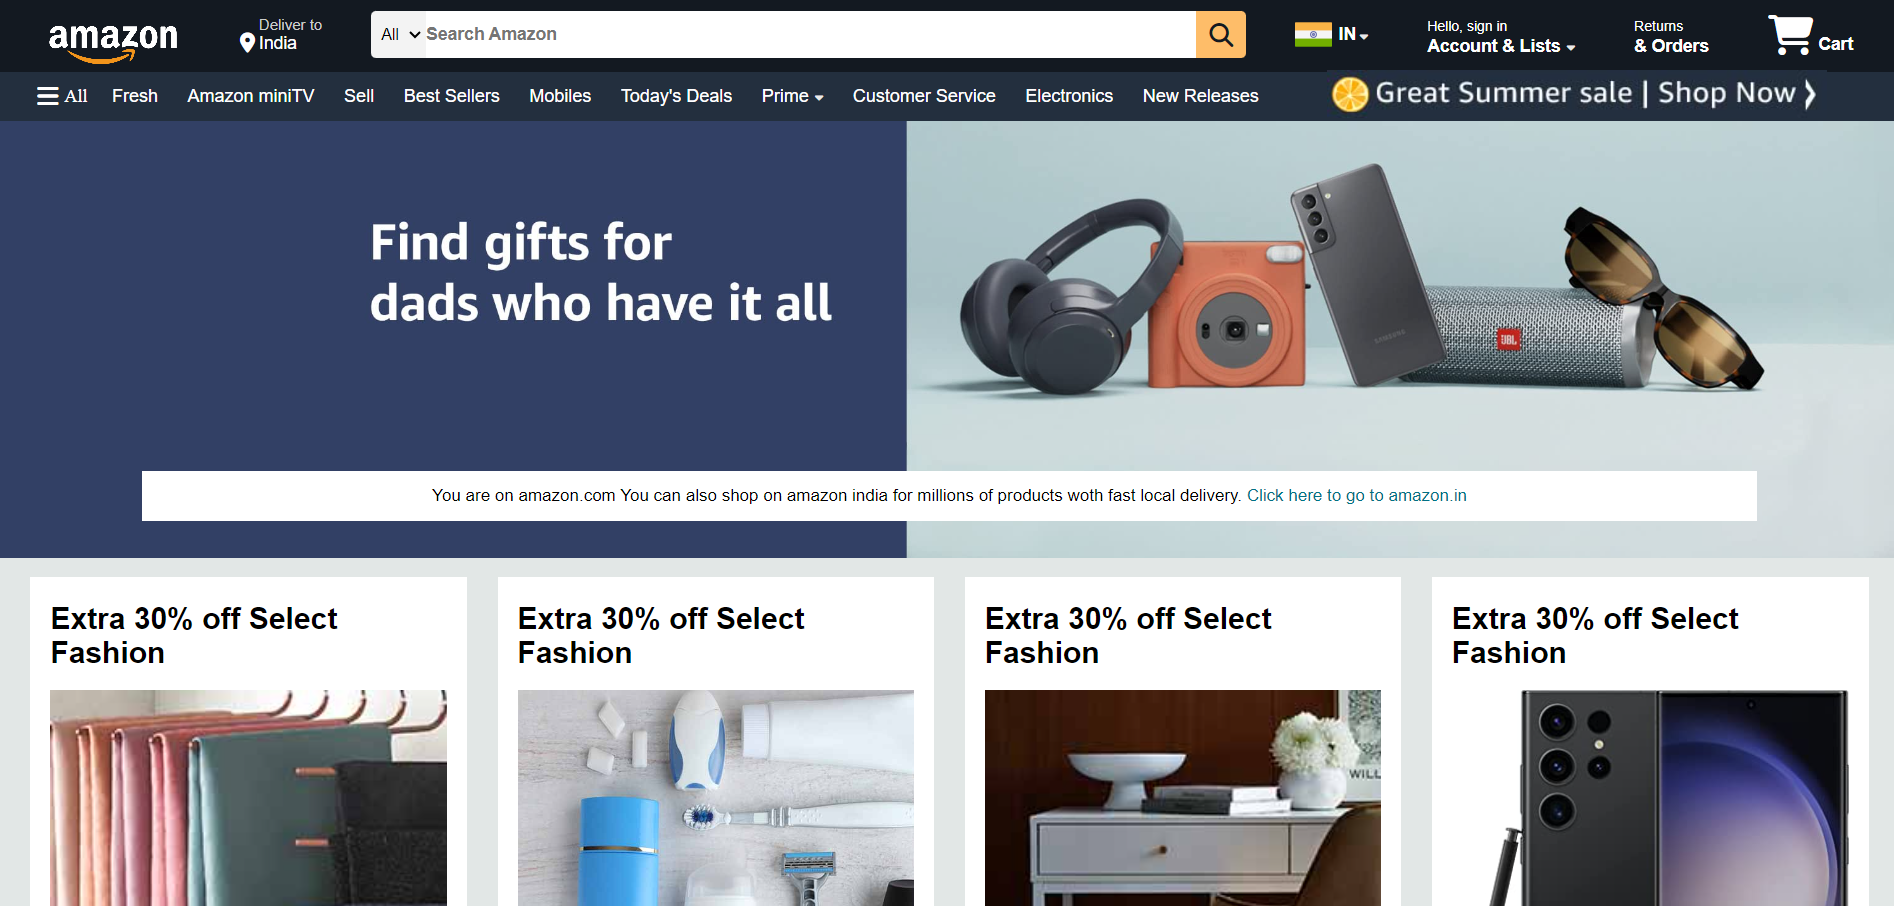 amazon
Deliver to
India
All
Search Amazon
IN
Hello, sign in
Account & Lists
Returns
& Orders
Cart
All Fresh Amazon miniTV Sell Best Sellers Mobiles Today's Deals Prime Customer Service Electronics New Releases
Great Summer sale | Shop Now
Find gifts for
dads who have it all
SAMSUNG
JBL
You are on amazon.com You can also shop on amazon india for millions of products woth fast local delivery. Click here to go to amazon.in
Extra 30% off Select
Fashion
Extra 30% off Select
Fashion
Extra 30% off Select
Fashion
Extra 30% off Select
Fashion
WILL